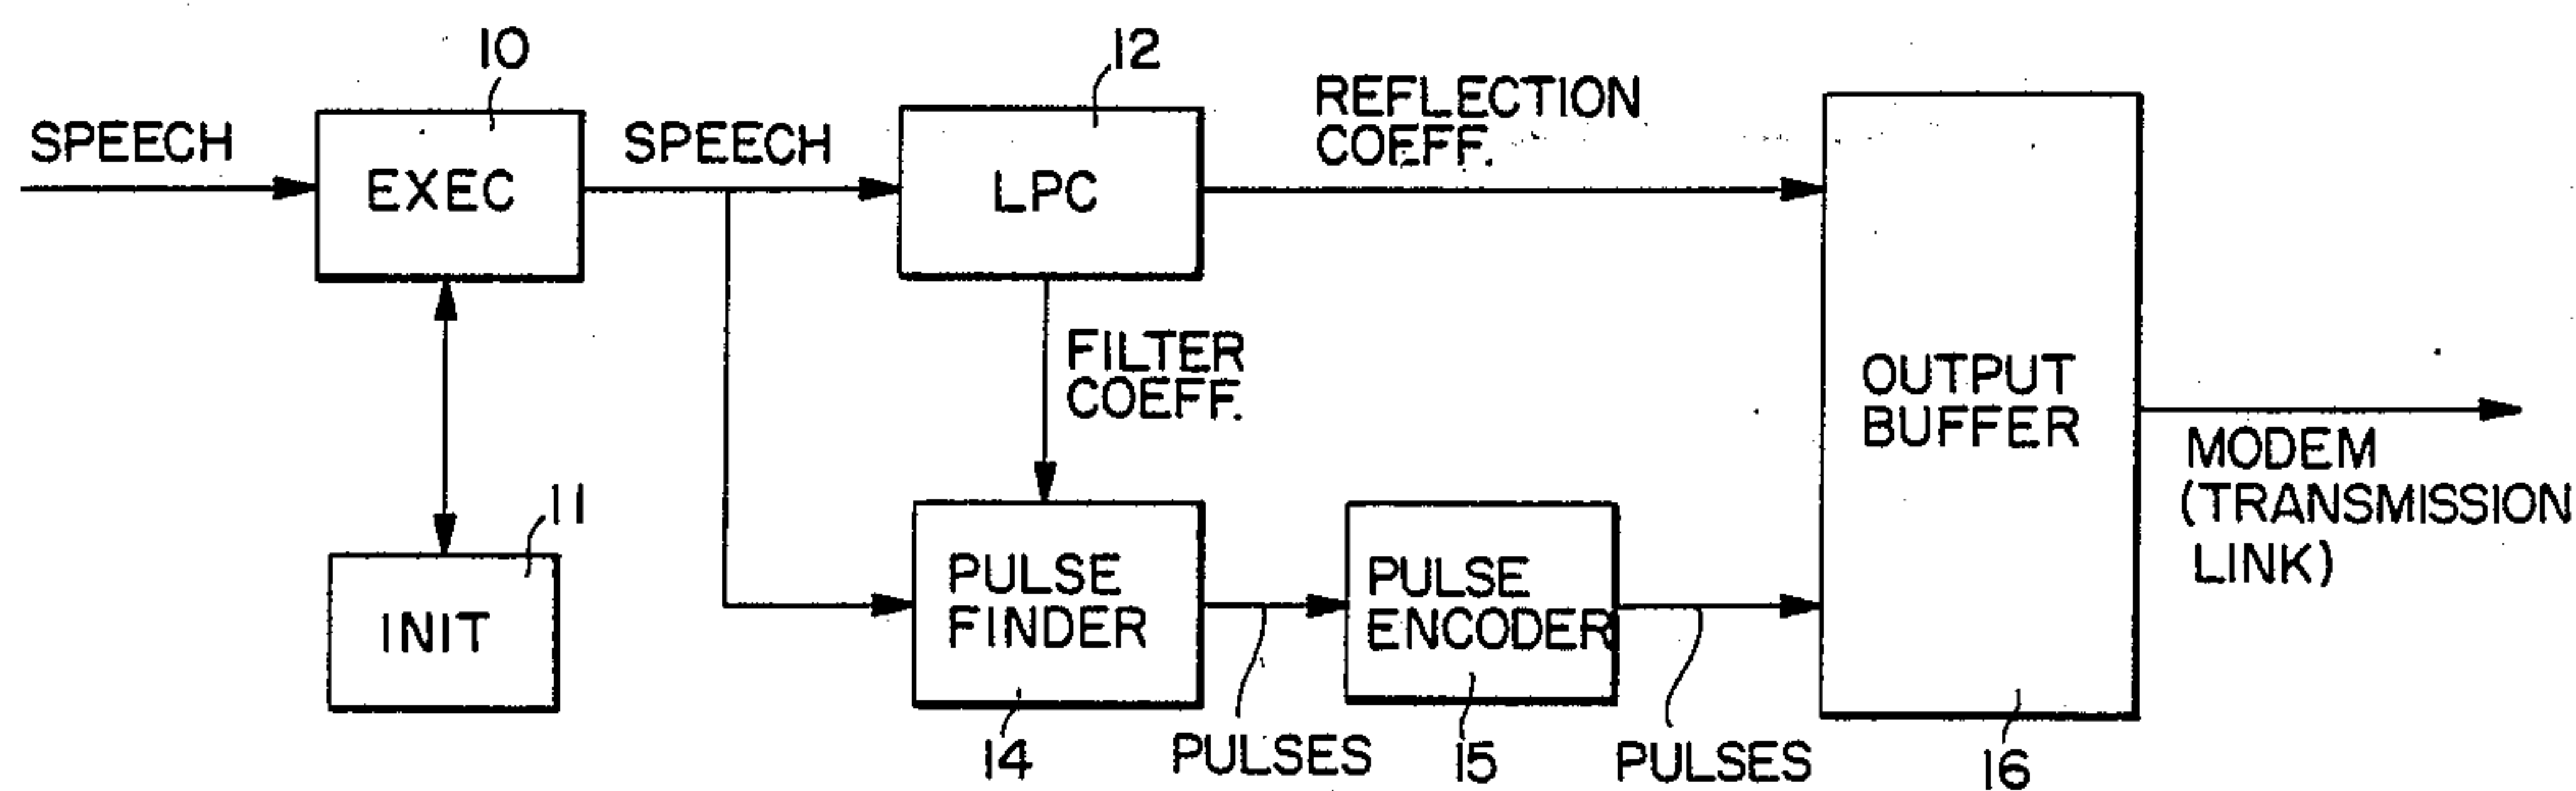 10
12
SPEECH
EXEC
SPEECH
LPC
REFLECTION
COEFF.
FILTER
COEFF.
OUTPUT
BUFFER
MODEM
(TRANSMISSION
LINK)
11
INIT
PULSE
FINDER
PULSE
ENCODER
14
PULSES
15
PULSES
16